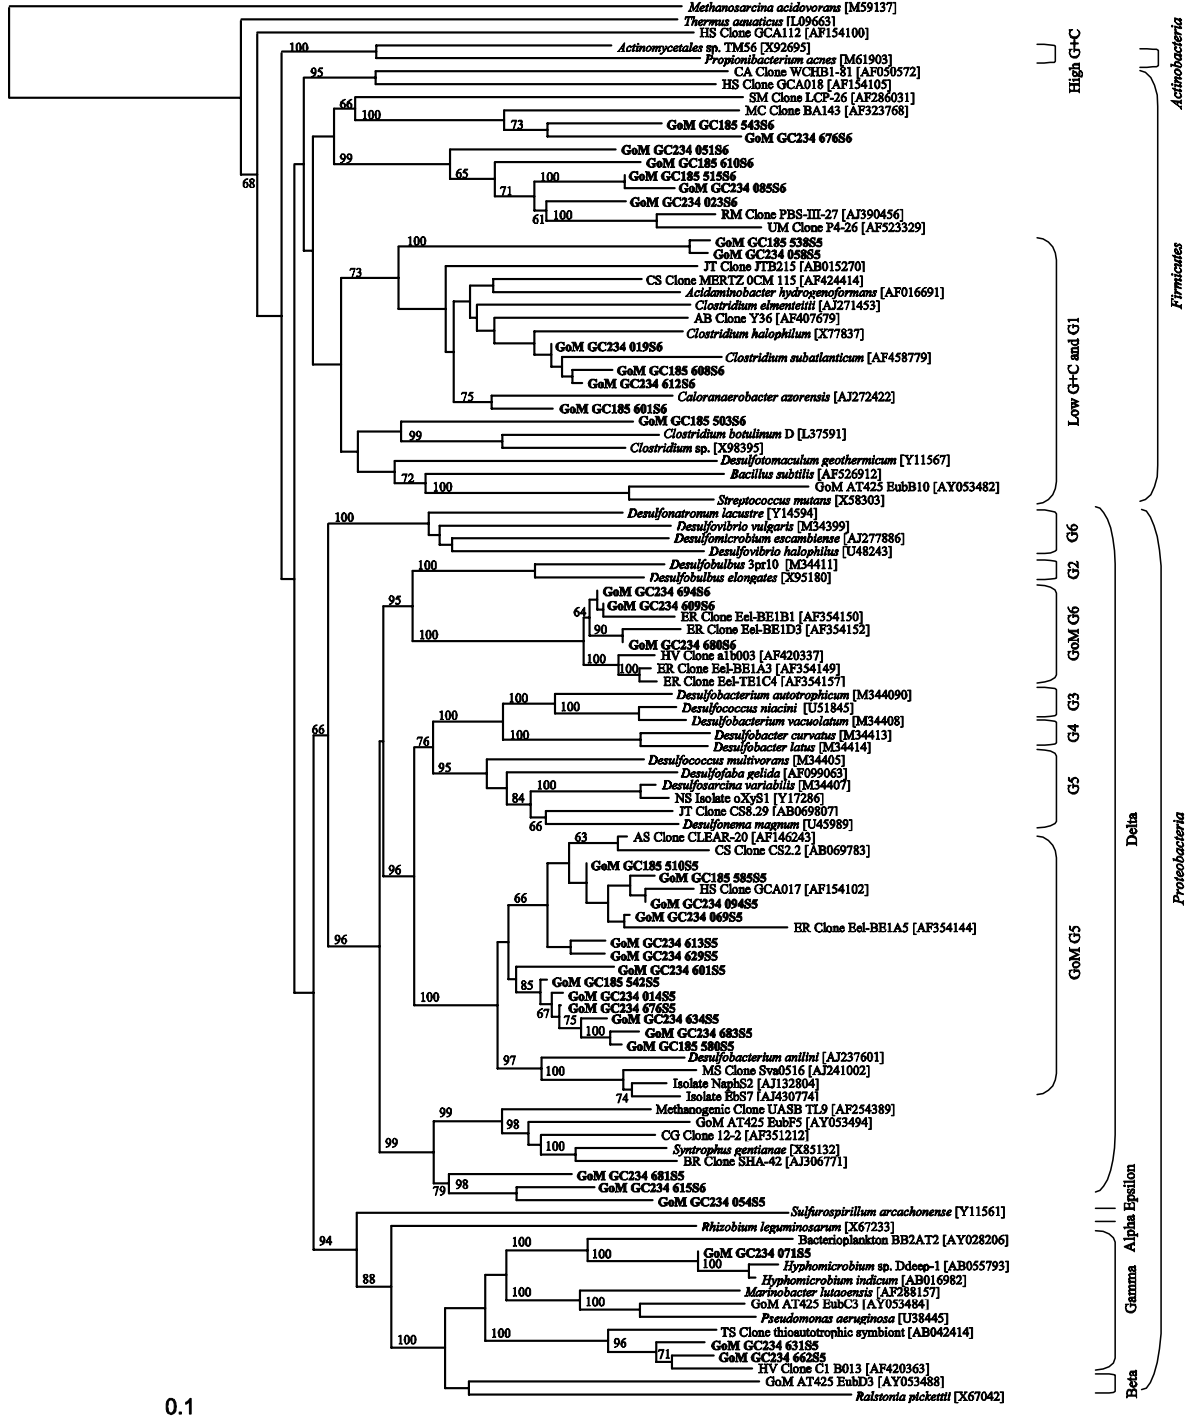 Methanosarcina acidovorans [M59137]
Thermus aquaticus [L09663]
HS Clone GCA112 [AF154100]
100
Actinomycetales sp. TM56 [X92695]
Propionibacterium acnes [M61903]
High G+C
Actinobacteria
95
CA Clone WCHB1-81 [AF050572]
HS Clone GCA018 [AF154105]
66
SM Clone LCP-26 [AF286031]
100
MC Clone BA143 [AF323768]
73
GoM GC185 543S6
GoM GC234 676S6
99
GoM GC234 051S6
65
GoM GC185 610S6
71
100
GoM GC185 515S6
68
GoM GC234 085S6
GoM GC234 023S6
61
100
RM Clone PBS-III-27 [AJ390456]
UM Clone P4-26 [AF523329]
100
GoM GC185 538S5
GoM GC234 058S5
73
JT Clone JTB215 [AB015270]
CS Clone MERTZ 0CM 115 [AF424414]
Acidaminobacter hydrogenoformans [AF016691]
Clostridium elmenteitii [AJ271453]
AB Clone Y36 [AF407679]
Clostridium halophilum [X77837]
GoM GC234 019S6
Clostridium subatlanticum [AF458779]
GoM GC185 608S6
GoM GC234 612S6
75
Caloranaerobacter azorensis [AJ272422]
GoM GC185 601S6
GoM GC185 503S6
99
Clostridium botulinum D [L37591]
Clostridium sp. [X98395]
Desulfotomaculum geothermicum [Y11567]
72
Bacillus subtilis [AF526912]
100
GoM AT425 EubB10 [AY053482]
Streptococcus mutans [X58303]
Low G+C and G1
Firmicutes
100
Desulfonatronum lacustre [Y14594]
Desulfovibrio vulgaris [M34399]
Desulfomicrobium escambiense [AJ277886]
Desulfovibrio halophilus [U48243]
G6
100
Desulfobulbus 3pr10 [M34411]
Desulfobulbus elongates [X95180]
G2
95
GoM GC234 694S6
64
GoM GC234 609S6
ER Clone Eel-BE1B1 [AF354150]
100
90
ER Clone Eel-BE1D3 [AF354152]
GoM GC234 680S6
100
HV Clone a1b003 [AF420337]
100
ER Clone Eel-BE1A3 [AF354149]
ER Clone Eel-TE1C4 [AF354157]
GoM G6
100
Desulfobacterium autotrophicum [M344090]
100
100
Desulfococcus niacini [U51845]
Desulfobacterium vacuolatum [M34408]
G3
66
76
100
Desulfobacter curvatus [M34413]
Desulfobacter latus [M34414]
G4
95
Desulfococcus multivorans [M34405]
Desulfofaba gelida [AF099063]
100
Desulfosarcina variabilis [M34407]
84
NS Isolate oXyS1 [Y17286]
JT Clone CS8.29 [AB069807]
66
Desulfonema magnum [U45989]
G5
63
AS Clone CLEAR-20 [AF146243]
CS Clone CS2.2 [AB069783]
96
GoM GC185 510S5
GoM GC185 585S5
HS Clone GCA017 [AF154102]
66
GoM GC234 094S5
GoM GC234 069S5
ER Clone Eel-BE1A5 [AF354144]
96
GoM GC234 613S5
GoM GC234 629S5
GoM GC234 601S5
85
GoM GC185 542S5
100
GoM GC234 014S5
67
GoM GC234 676S5
75
GoM GC234 634S5
100
GoM GC234 683S5
GoM GC185 580S5
97
Desulfobacterium anilini [AJ237601]
100
MS Clone Sva0516 [AJ241002]
Isolate NaphS2 [AJ132804]
74
Isolate EbS7 [AJ430774]
GoM G5
Delta
Proteobacteria
99
Methanogenic Clone UASB TL9 [AF254389]
98
GoM AT425 EubF5 [AY053494]
CG Clone 12-2 [AF351212]
99
100
Syntrophus gentianae [X85132]
BR Clone SHA-42 [AJ306771]
GoM GC234 681S5
79
98
GoM GC234 615S6
GoM GC234 054S5
Sulfurospirillum arcachonense [Y11561]
Epsilon
Rhizobium leguminosarum [X67233]
Alpha
94
100
Bacterioplankton BB2AT2 [AY028206]
100
GoM GC234 071S5
100
Hyphomicrobium sp. Ddeep-1 [AB055793]
88
Hyphomicrobium indicum [AB016982]
100
Marinobacter lutaoensis [AF288157]
100
GoM AT425 EubC3 [AY053484]
Pseudomonas aeruginosa [U38445]
100
100
TS Clone thioautotrophic symbiont [AB042414]
96
GoM GC234 631S5
71
GoM GC234 662S5
HV Clone C1 B013 [AF420363]
Gamma
GoM AT425 EubD3 [AY053488]
Ralstonia pickettii [X67042]
Beta
0.1